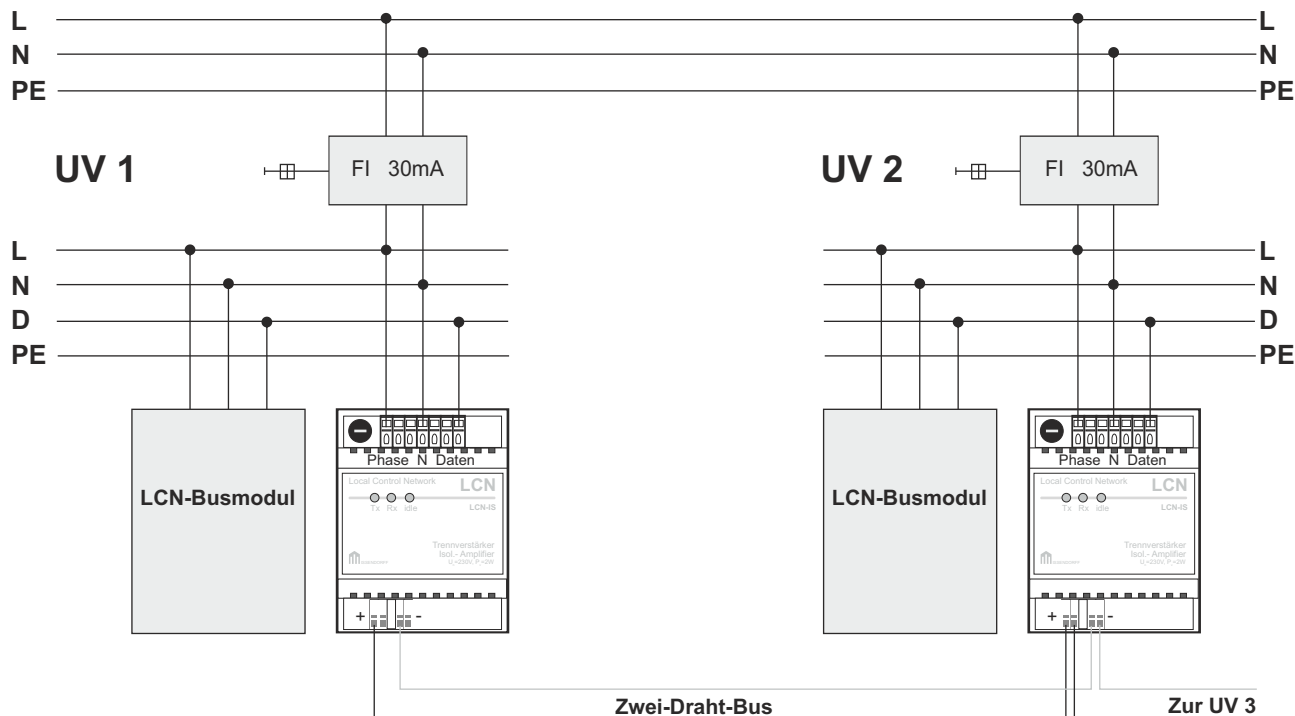 L L
N N
PE PE
UV 1 FI 30mA UV 2 FI 30mA
L L
N N
D D
PE PE
LCN-Busmodul
Phase N Daten
Local Control Network LCN
Tx Rx idle LCN-IS
Trennverstärker
Isol.- Amplifier
+ -
LCN-Busmodul
Phase N Daten
Local Control Network LCN
Tx Rx idle LCN-IS
Trennverstärker
Isol.- Amplifier
+ -
Zwei-Draht-Bus Zur UV 3